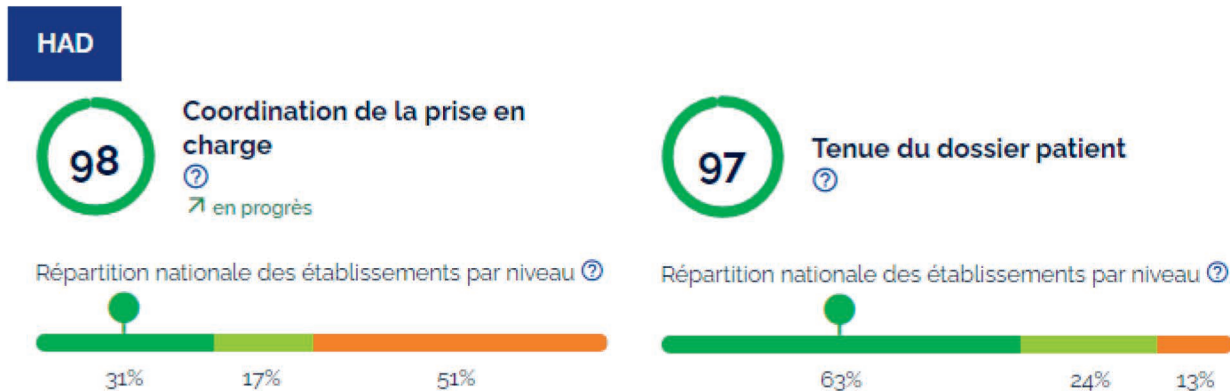 HAD
98
Coordination de la prise en
charge
?
↗ en progrès
Répartition nationale des établissements par niveau ?
31% 17% 51%
97
Tenue du dossier patient
?
Répartition nationale des établissements par niveau ?
63% 24% 13%